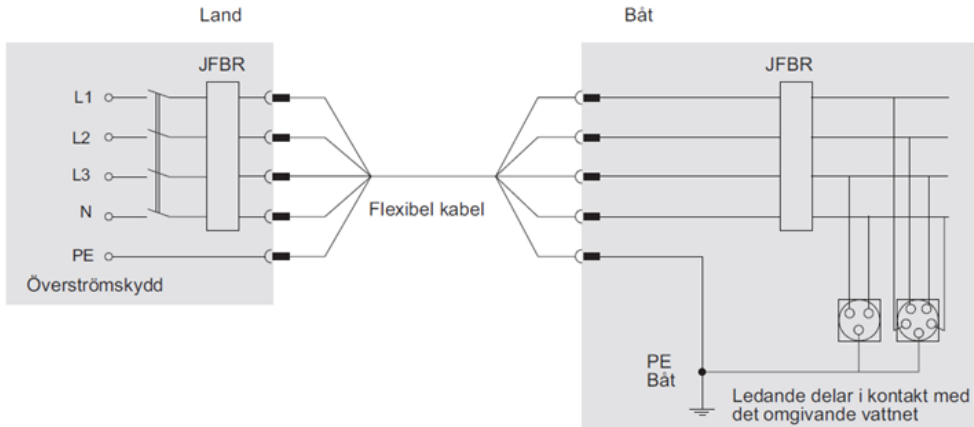 Land
Båt
JFBR
JFBR
L1
L2
L3
N
PE
Flexibel kabel
Överströmskydd
PE
Båt
Ledande delar i kontakt med
det omgivande vattnet